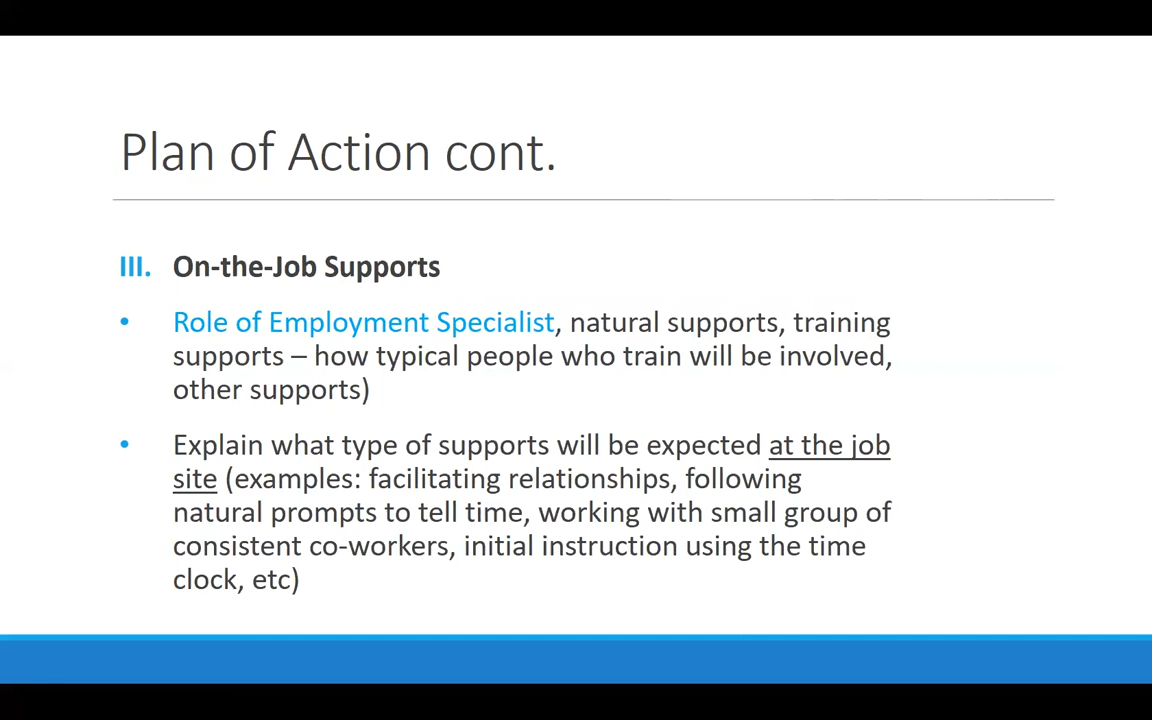 Plan of Action cont.
III. On-the-Job Supports
• Role of Employment Specialist, natural supports, training
supports – how typical people who train will be involved,
other supports)
• Explain what type of supports will be expected at the job
site (examples: facilitating relationships, following
natural prompts to tell time, working with small group of
consistent co-workers, initial instruction using the time
clock, etc)